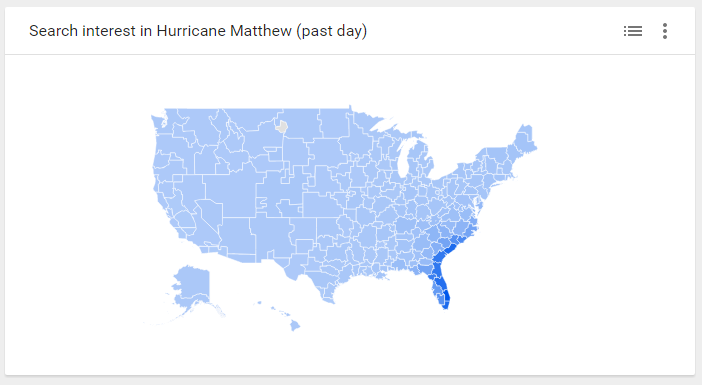 Search interest in Hurricane Matthew (past day)